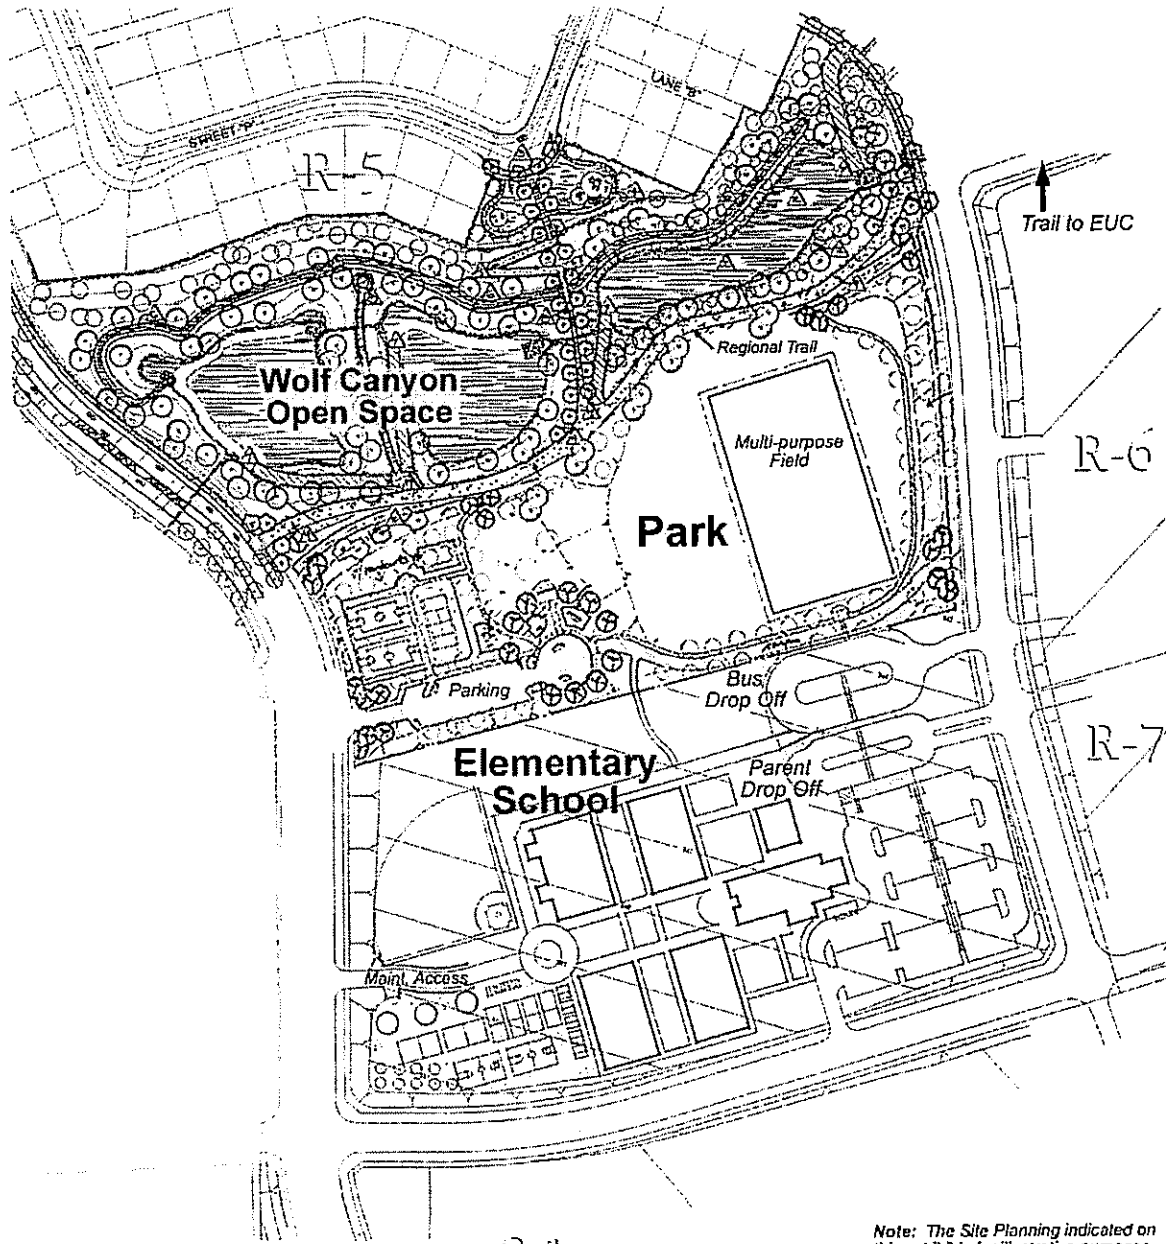 LANE "B"
STREET "P"
R-5
Trail to EUC
Regional Trail
Wolf Canyon
Open Space
Multi-purpose
Field
R-6
Park
Bus
Drop Off
Parking
R-7
Elementary
School
Parent
Drop Off
Maint. Access
Note: The Site Planning indicated on